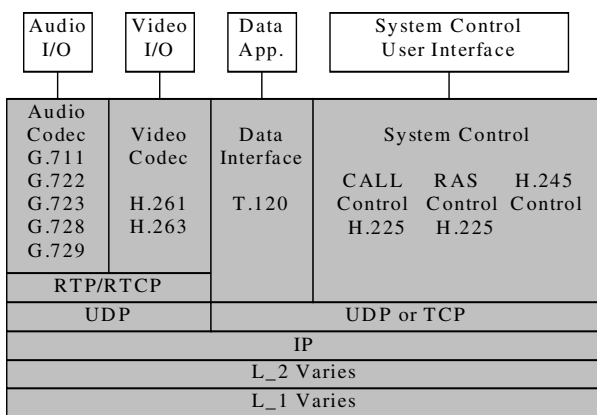 Audio
I/O
Video
I/O
Data
App.
System Control
User Interface
Audio
Codec
G.711
G.722
G.723
G.728
G.729
Video
Codec
H.261
H.263
Data
Interface
T.120
System Control
CALL RAS H.245
Control Control Control
H.225 H.225
RTP/RTCP
UDP
UDP or TCP
IP
L_2 Varies
L_1 Varies